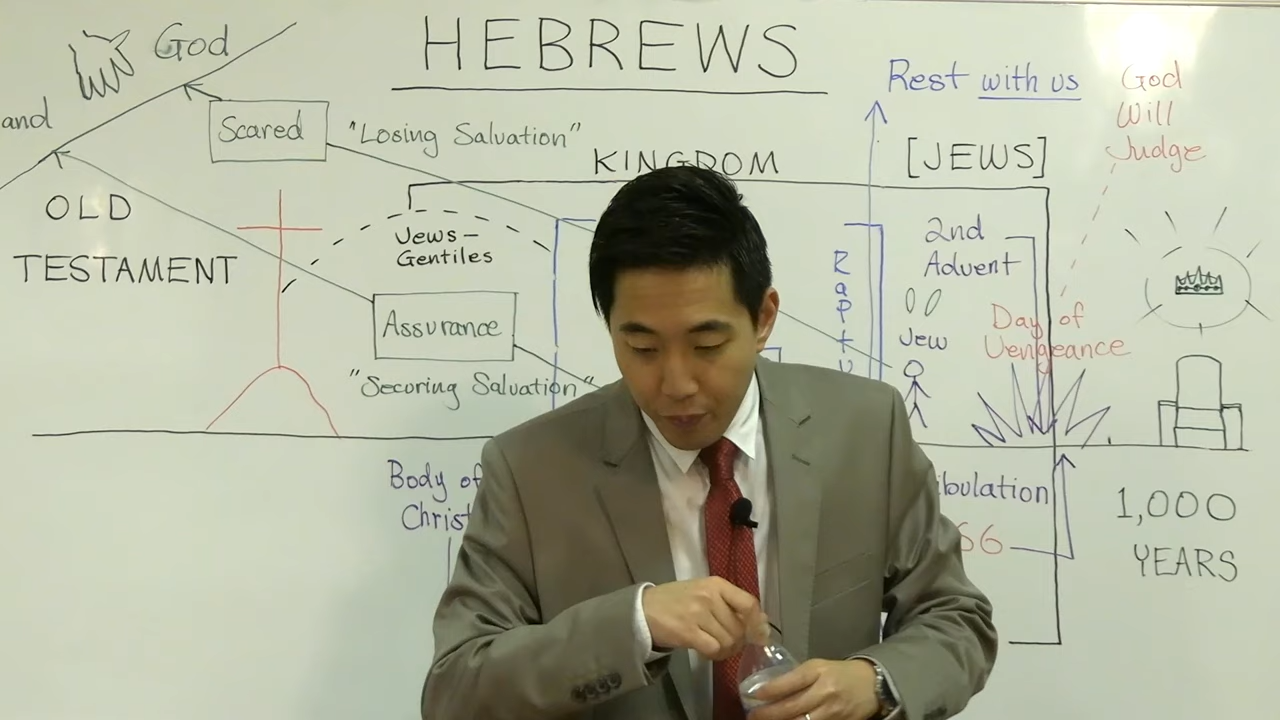 HEBREWS
God
and
Scared
"Losing Salvation"
Rest with us
God
Will
Judge
KINGDOM
[JEWS]
OLD
TESTAMENT
Jews-
Gentiles
2nd
Advent
Jew
Day of
Vengeance
Assurance
"Securing Salvation"
Body of
Christ
1,000
YEARS